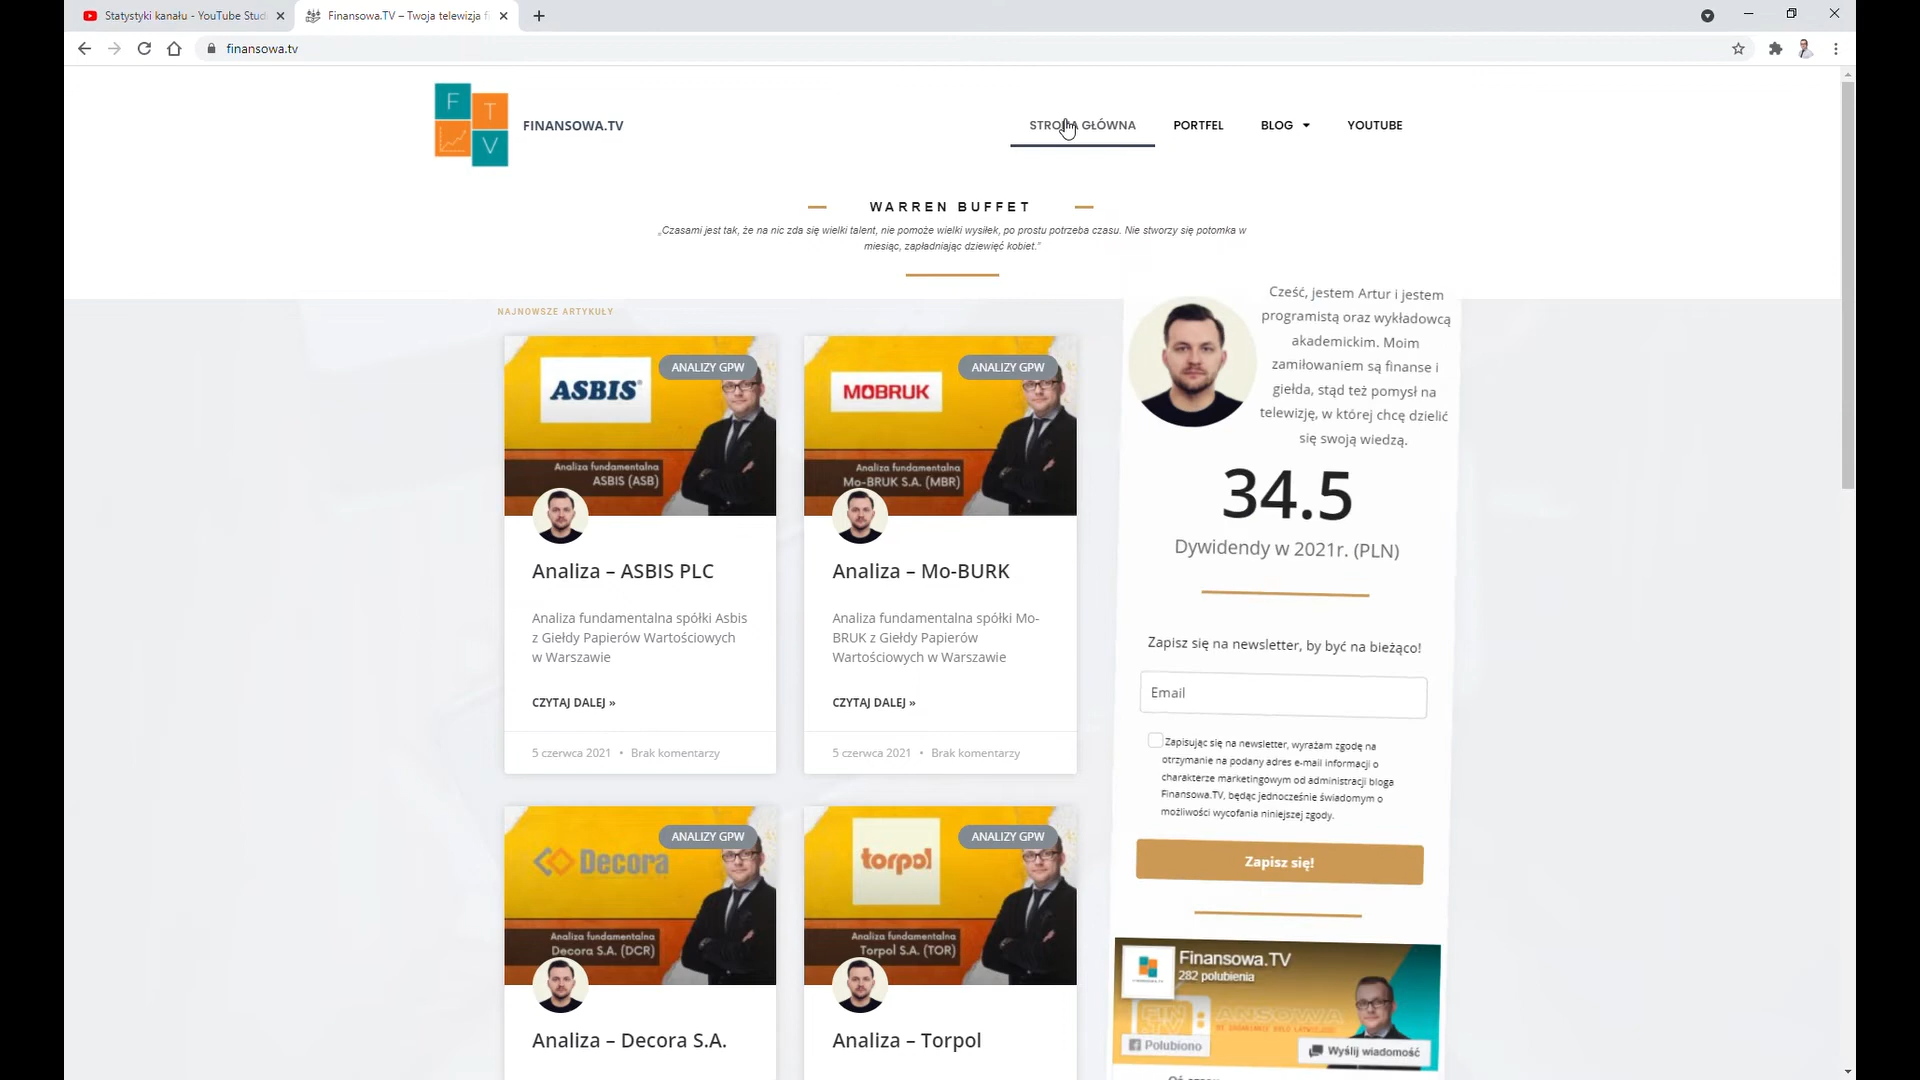 Statystyki kanału - YouTube Stud
Finansowa.TV – Twoja telewizja f
finansowa.tv
F T
V
FINANSOWA.TV
STRONA GŁÓWNA
PORTFEL
BLOG
YOUTUBE
WARREN BUFFET
„Czasami jest tak, że na nic zda się wielki talent, nie pomoże wielki wysiłek, po prostu potrzeba czasu. Nie stworzy się potomka w
miesiąc, zapładniając dziewięć kobiet.”
NAJNOWSZE ARTYKUŁY
ASBIS
ANALIZY GPW
Analiza fundamentalna
ASBIS (ASB)
Analiza – ASBIS PLC
Analiza fundamentalna spółki Asbis
z Giełdy Papierów Wartościowych
w Warszawie
CZYTAJ DALEJ »
5 czerwca 2021 • Brak komentarzy
MOBRUK
ANALIZY GPW
Analiza fundamentalna
Mo-BRUK S.A. (MBR)
Analiza – Mo-BURK
Analiza fundamentalna spółki Mo-
BRUK z Giełdy Papierów
Wartościowych w Warszawie
CZYTAJ DALEJ »
5 czerwca 2021 • Brak komentarzy
Decora
ANALIZY GPW
Analiza fundamentalna
Decora S.A. (DCR)
Analiza – Decora S.A.
torpol
ANALIZY GPW
Analiza fundamentalna
Torpol S.A. (TOR)
Analiza – Torpol
Cześć, jestem Artur i jestem
programistą oraz wykładowcą
akademickim. Moim
zamiłowaniem są finanse i
giełda, stąd też pomysł na
telewizję, w której chcę dzielić
się swoją wiedzą.
34.5
Dywidendy w 2021r. (PLN)
Zapisz się na newsletter, by być na bieżąco!
Email
Zapisując się na newsletter, wyrażam zgodę na
otrzymanie na podany adres e-mail informacji o
charakterze marketingowym od administracji bloga
Finansowa.TV, będąc jednocześnie świadomym o
możliwości wycofania niniejszej zgody.
Zapisz się!
Finansowa.TV
282 polubienia
Polubiono
Wyślij wiadomość